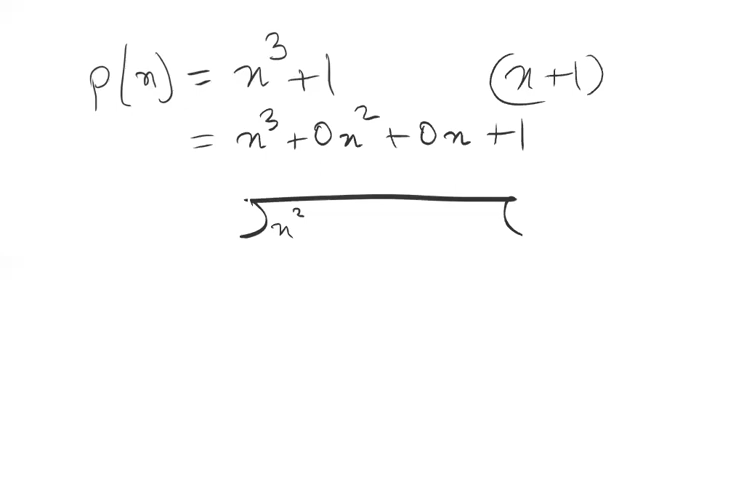 p(x) = x³ + 1 (x + 1)
= x³ + 0x² + 0x + 1
x²